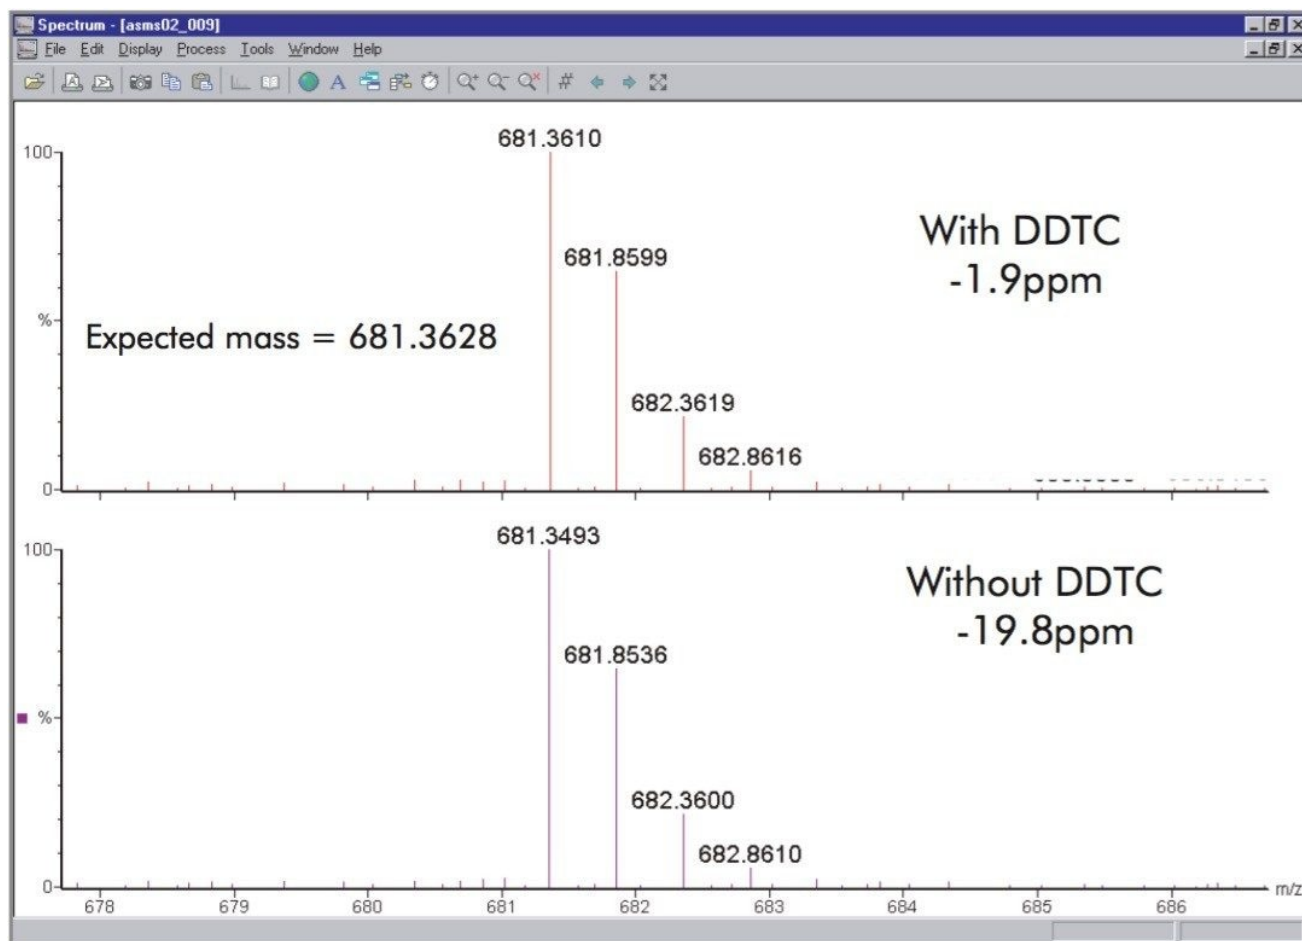 Spectrum - [asms02_009]
File Edit Display Process Tools Window Help
681.3610
100
With DDTC
681.8599
-1.9ppm
%
Expected mass = 681.3628
682.3619
682.8616
0
681.3493
100
Without DDTC
-19.8ppm
681.8536
%
682.3600
682.8610
0
678 679 680 681 682 683 684 685 686 m/z